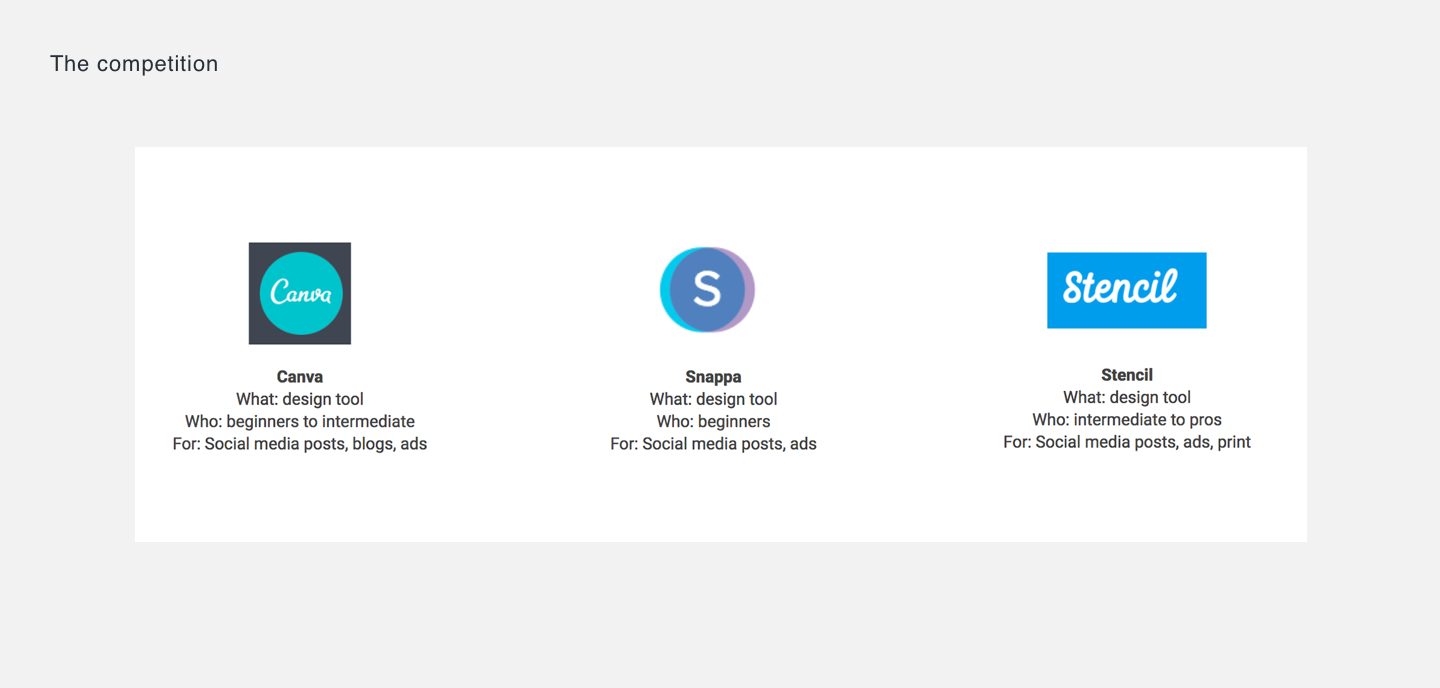 The competition
Canva
S
Stencil
Canva
What: design tool
Who: beginners to intermediate
For: Social media posts, blogs, ads
Snappa
What: design tool
Who: beginners
For: Social media posts, ads
Stencil
What: design tool
Who: intermediate to pros
For: Social media posts, ads, print